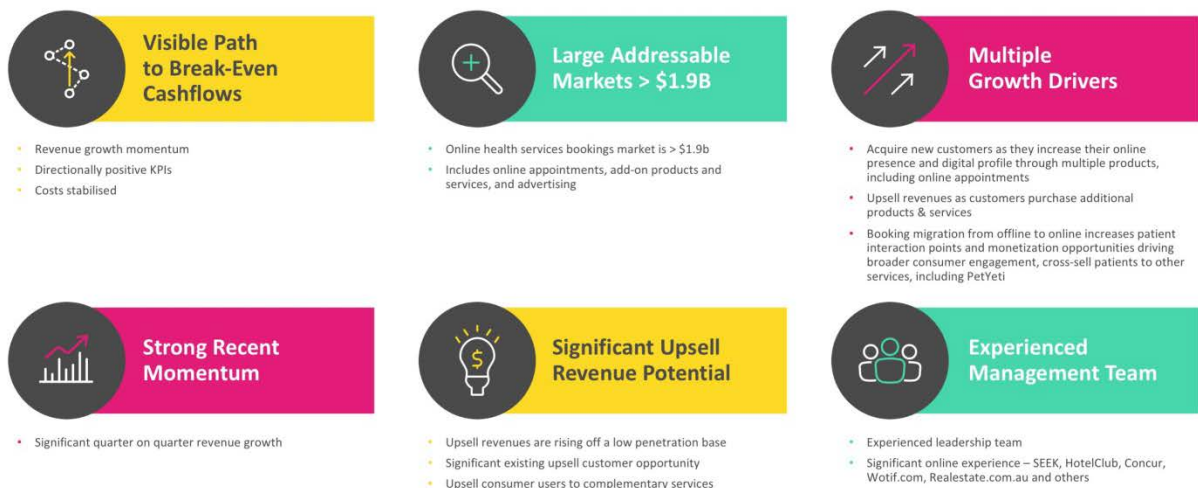 Visible Path
to Break-Even
Cashflows
• Revenue growth momentum
• Directionally positive KPIs
• Costs stabilised
Large Addressable
Markets > $1.9B
• Online health services bookings market is > $1.9b
• Includes online appointments, add-on products and
services, and advertising
Multiple
Growth Drivers
• Acquire new customers as they increase their online
presence and digital profile through multiple products,
including online appointments
• Upsell revenues as customers purchase additional
products & services
• Booking migration from offline to online increases patient
interaction points and monetization opportunities driving
broader consumer engagement, cross-sell patients to other
services, including PetYeti
Strong Recent
Momentum
• Significant quarter on quarter revenue growth
$
Significant Upsell
Revenue Potential
• Upsell revenues are rising off a low penetration base
• Significant existing upsell customer opportunity
• Upsell consumer users to complementary services
Experienced
Management Team
• Experienced leadership team
• Significant online experience – SEEK, HotelClub, Concur,
Wotif.com, Realestate.com.au and others